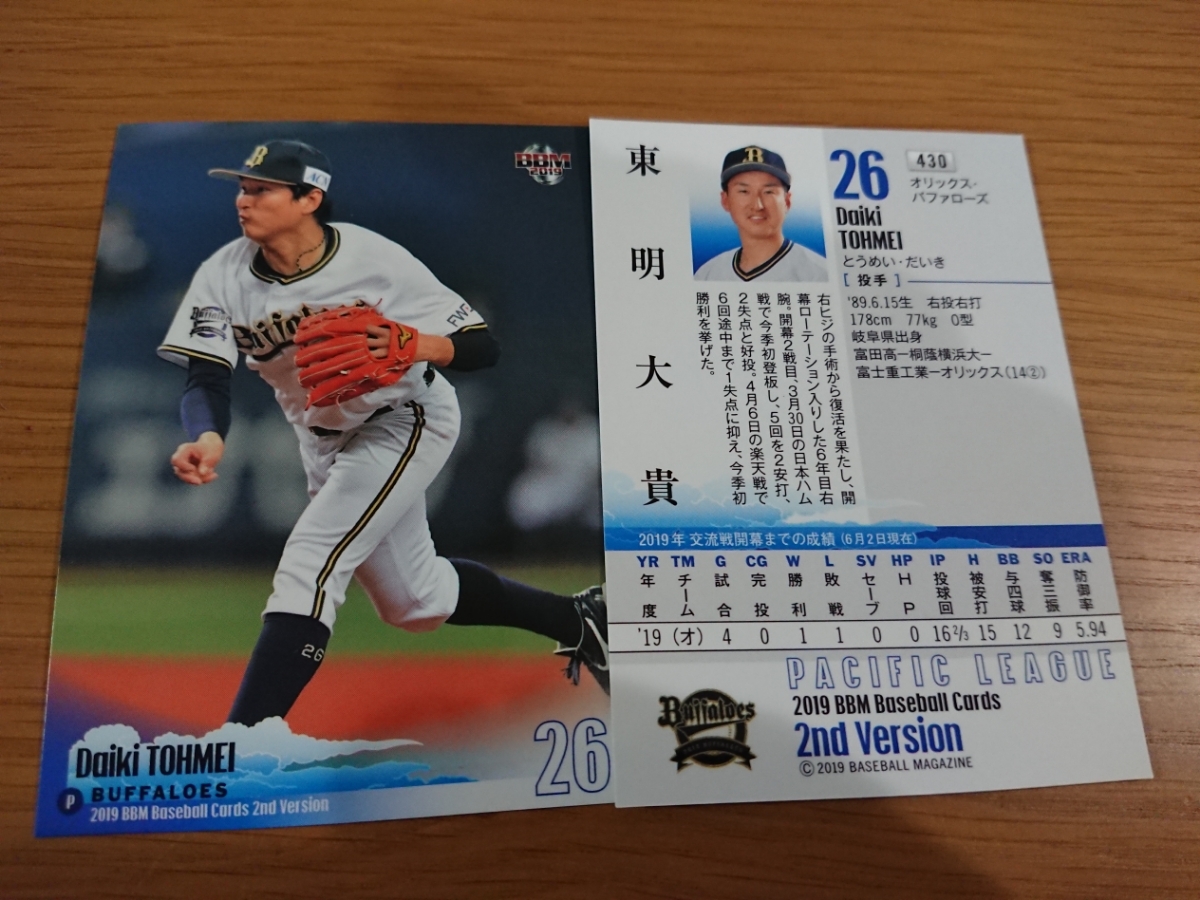 B
ACN
BBM
2019
Buffaloes
FWD
26
Daiki TOHMEI
26
P
BUFFALOES
2019 BBM Baseball Cards 2nd Version
東明大貴
B
26
430
オリックス・
バファローズ
Daiki
TOHMEI
とうめい・だいき
[投手]
'89.6.15生 右投右打
178cm 77kg O型
岐阜県出身
富田高ー桐蔭横浜大ー
富士重工業ーオリックス(14②)
右ヒジの手術から復活を果たし、開
幕ローテーション入りした6年目右
腕。開幕2戦目、3月30日の日本ハム
戦で今季初登板し、5回を2安打、
2失点と好投。4月6日の楽天戦で
6回途中まで1失点に抑え、今季初
勝利を挙げた。
2019年 交流戦開幕までの成績 (6月2日現在)
YR TM G CG W L SV HP IP H BB SO ERA
年度 チーム 試合 完投 勝利 敗戦 セーブ HP 投球回 被安打 与四球 奪三振 防御率
'19 (オ) 4 0 1 1 0 0 16 2/3 15 12 9 5.94
PACIFIC LEAGUE
Buffaloes
2019 BBM Baseball Cards
2nd Version
© 2019 BASEBALL MAGAZINE